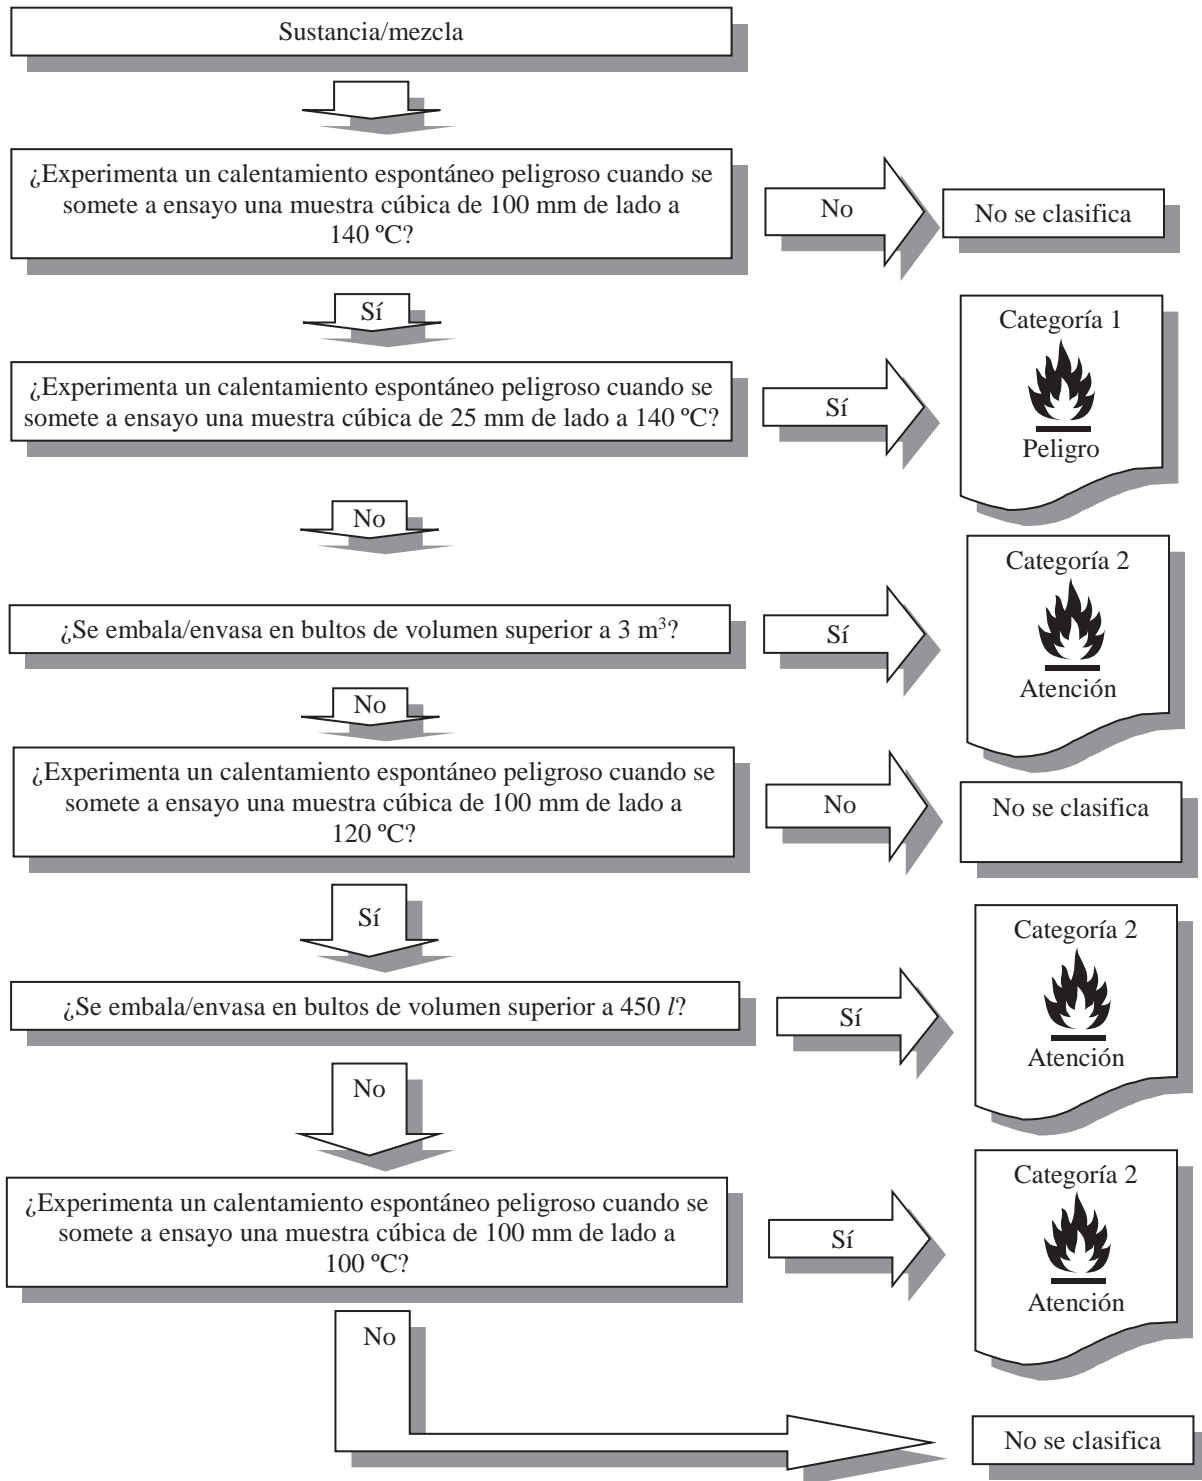 Sustancia/mezcla
¿Experimenta un calentamiento espontáneo peligroso cuando se
somete a ensayo una muestra cúbica de 100 mm de lado a
140 ºC?
No
No se clasifica
Sí
Categoría 1
Peligro
¿Experimenta un calentamiento espontáneo peligroso cuando se
somete a ensayo una muestra cúbica de 25 mm de lado a 140 ºC?
Sí
No
Categoría 2
Atención
¿Se embala/envasa en bultos de volumen superior a 3 m³?
Sí
No
¿Experimenta un calentamiento espontáneo peligroso cuando se
somete a ensayo una muestra cúbica de 100 mm de lado a
120 ºC?
No
No se clasifica
Sí
Categoría 2
Atención
¿Se embala/envasa en bultos de volumen superior a 450 l?
Sí
No
Categoría 2
Atención
¿Experimenta un calentamiento espontáneo peligroso cuando se
somete a ensayo una muestra cúbica de 100 mm de lado a
100 ºC?
Sí
No
No se clasifica